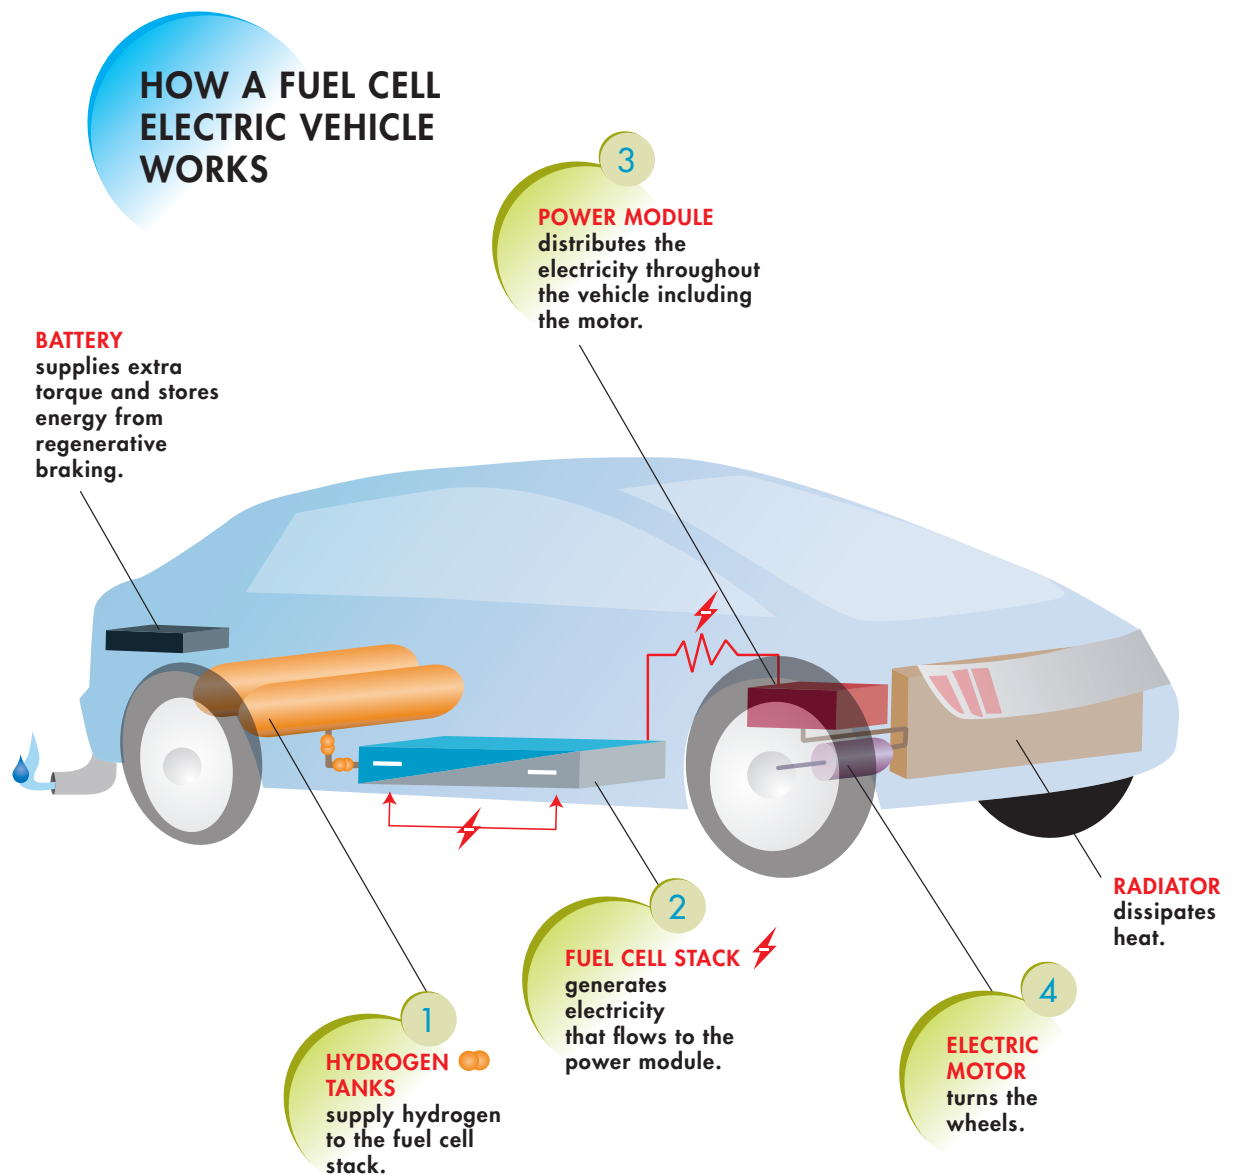 HOW A FUEL CELL
ELECTRIC VEHICLE
WORKS
3
POWER MODULE
distributes the
electricity throughout
the vehicle including
the motor.
BATTERY
supplies extra
torque and stores
energy from
regenerative
braking.
RADIATOR
dissipates
heat.
2
FUEL CELL STACK
generates
electricity
that flows to the
power module.
4
ELECTRIC
MOTOR
turns the
wheels.
1
HYDROGEN
TANKS
supply hydrogen
to the fuel cell
stack.